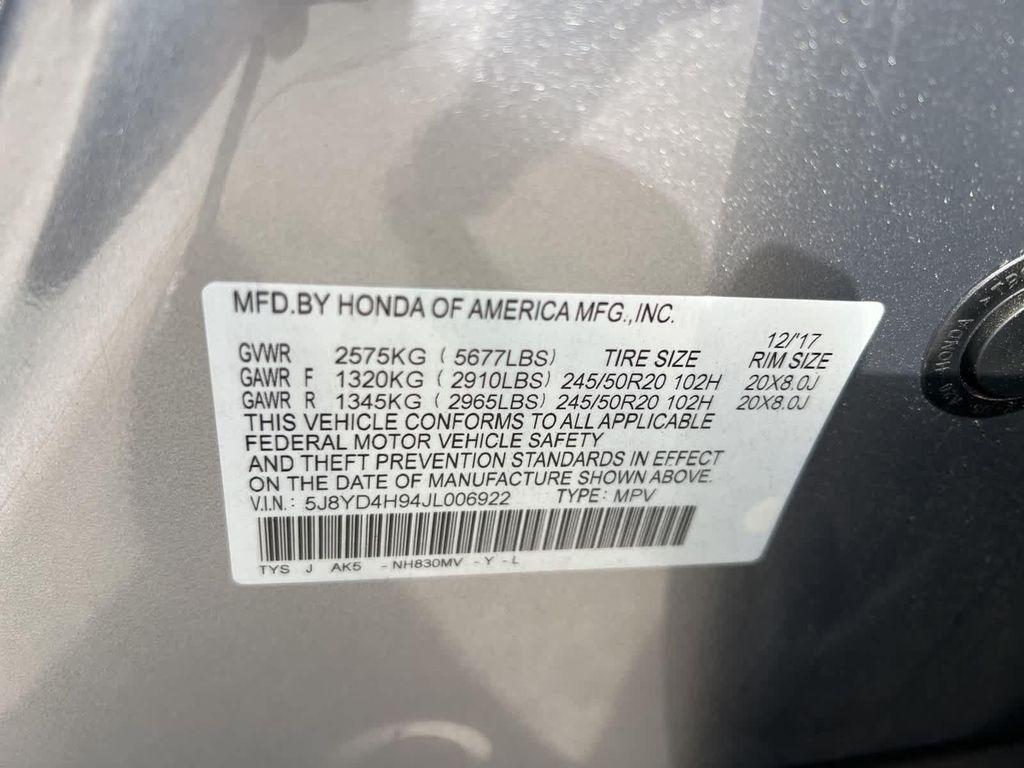 MFD.BY HONDA OF AMERICA MFG.,INC.
12/'17
GVWR 2575KG ( 5677LBS) TIRE SIZE RIM SIZE
GAWR F 1320KG ( 2910LBS) 245/50R20 102H 20X8.0J
GAWR R 1345KG ( 2965LBS) 245/50R20 102H 20X8.0J
THIS VEHICLE CONFORMS TO ALL APPLICABLE
FEDERAL MOTOR VEHICLE SAFETY
AND THEFT PREVENTION STANDARDS IN EFFECT
ON THE DATE OF MANUFACTURE SHOWN ABOVE.
V.I.N.: 5J8YD4H94JL006922 TYPE: MPV
TYS J AK5 -NH830MV -Y -L
HONDA